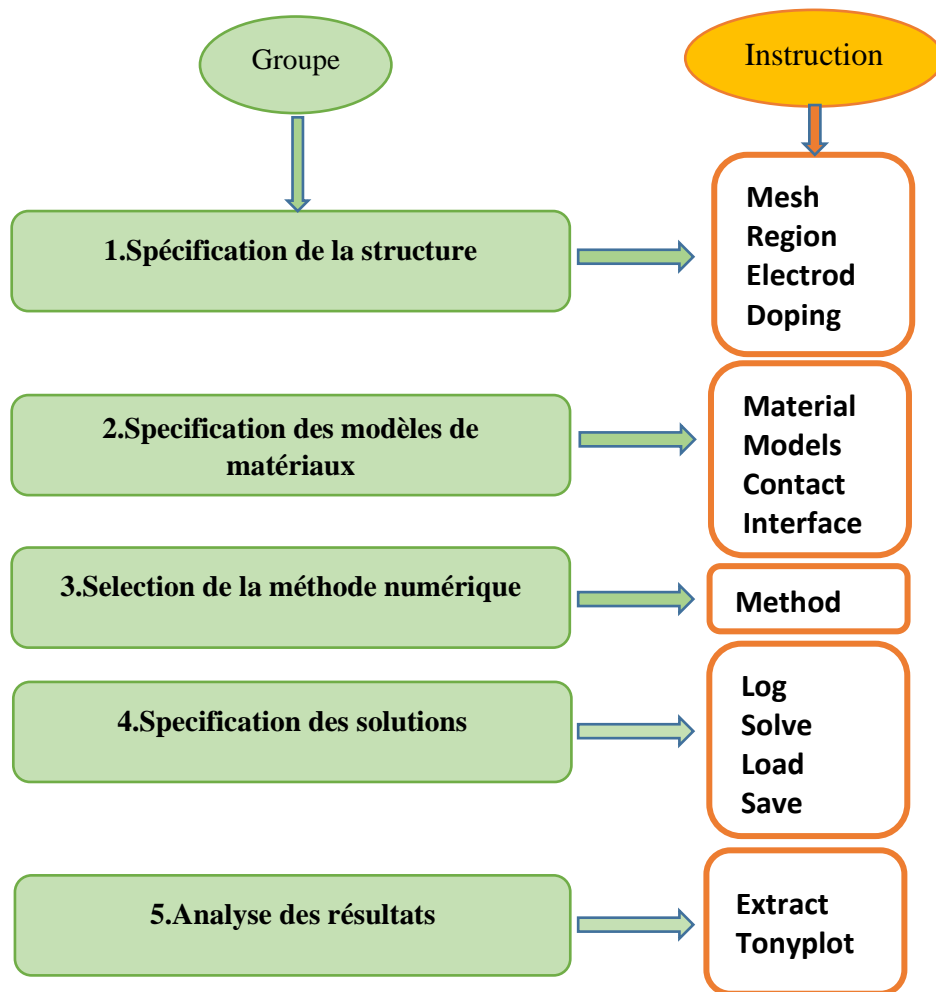 Groupe
Instruction
1.Spécification de la structure
Mesh
Region
Electrod
Doping
2.Specification des modèles de
matériaux
Material
Models
Contact
Interface
3.Selection de la méthode numérique
Method
4.Specification des solutions
Log
Solve
Load
Save
5.Analyse des résultats
Extract
Tonyplot